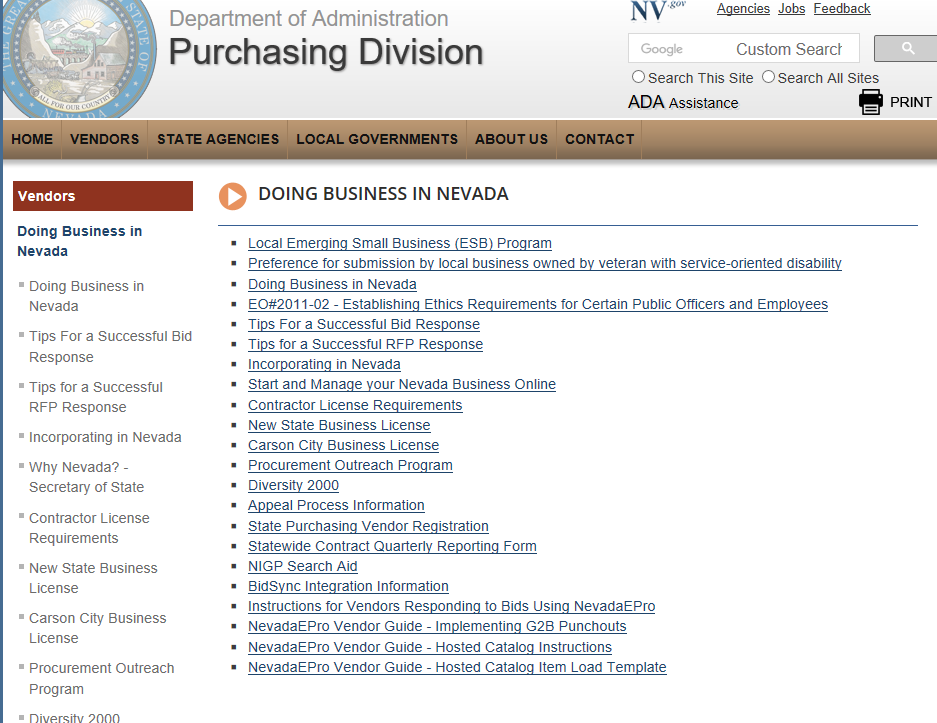 Department of Administration
Purchasing Division
ALL FOR OUR COUNTRY
NEVADA
NV.gov
Agencies Jobs Feedback
Google Custom Search
Search This Site Search All Sites
ADA Assistance
PRINT
HOME VENDORS STATE AGENCIES LOCAL GOVERNMENTS ABOUT US CONTACT
Vendors
Doing Business in
Nevada
Doing Business in
Nevada
Tips For a Successful Bid
Response
Tips for a Successful
RFP Response
Incorporating in Nevada
Why Nevada? -
Secretary of State
Contractor License
Requirements
New State Business
License
Carson City Business
License
Procurement Outreach
Program
Diversity 2000
DOING BUSINESS IN NEVADA
Local Emerging Small Business (ESB) Program
Preference for submission by local business owned by veteran with service-oriented disability
Doing Business in Nevada
EO#2011-02 - Establishing Ethics Requirements for Certain Public Officers and Employees
Tips For a Successful Bid Response
Tips for a Successful RFP Response
Incorporating in Nevada
Start and Manage your Nevada Business Online
Contractor License Requirements
New State Business License
Carson City Business License
Procurement Outreach Program
Diversity 2000
Appeal Process Information
State Purchasing Vendor Registration
Statewide Contract Quarterly Reporting Form
NIGP Search Aid
BidSync Integration Information
Instructions for Vendors Responding to Bids Using NevadaEPro
NevadaEPro Vendor Guide - Implementing G2B Punchouts
NevadaEPro Vendor Guide - Hosted Catalog Instructions
NevadaEPro Vendor Guide - Hosted Catalog Item Load Template